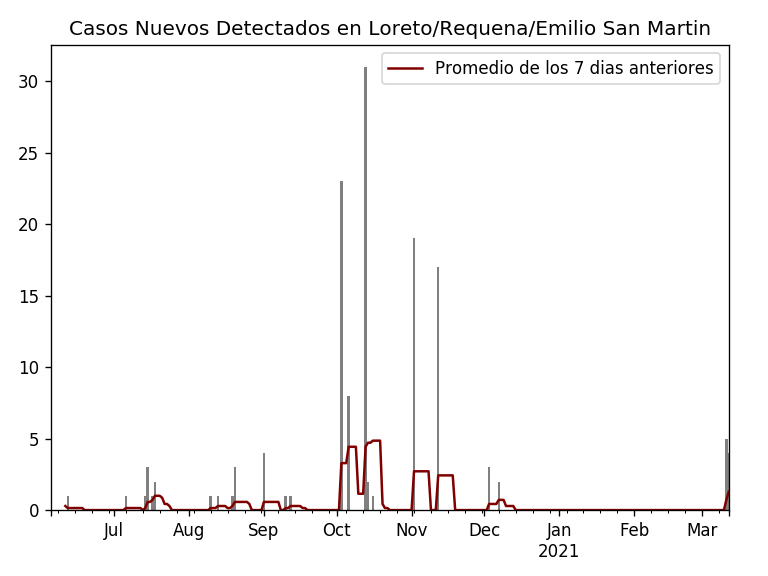 Casos Nuevos Detectados en Loreto/Requena/Emilio San Martin
Promedio de los 7 dias anteriores
30
25
20
15
10
5
0
Jul Aug Sep Oct Nov Dec Jan Feb Mar
2021